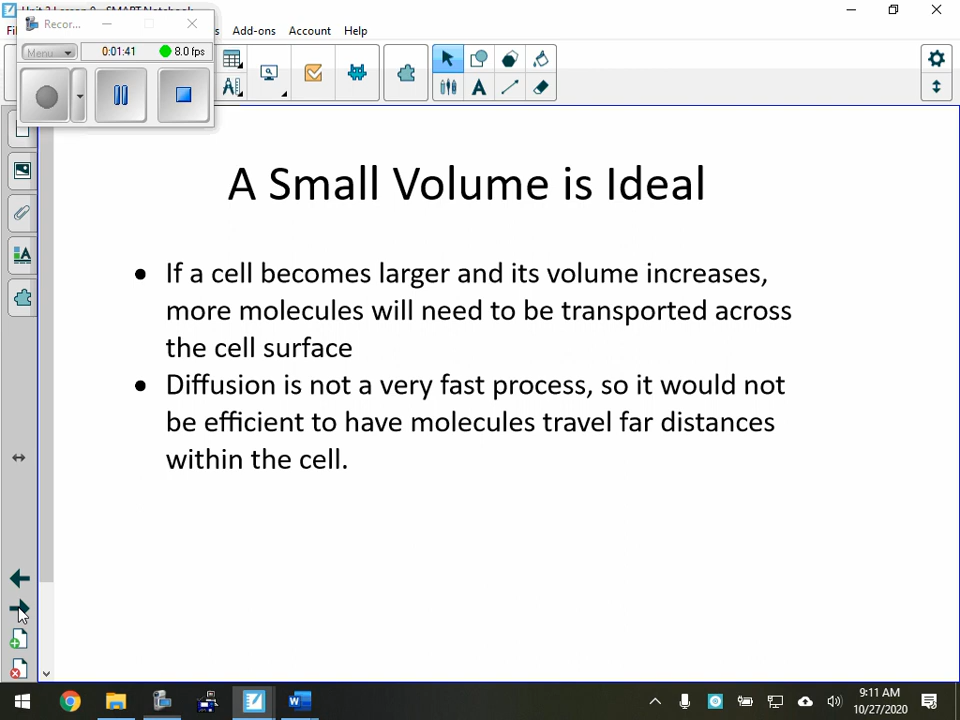 Recor...
Menu
0:01:41
8.0 fps
Add-ons Account Help
A Small Volume is Ideal
• If a cell becomes larger and its volume increases,
more molecules will need to be transported across
the cell surface
• Diffusion is not a very fast process, so it would not
be efficient to have molecules travel far distances
within the cell.
9:11 AM
10/27/2020